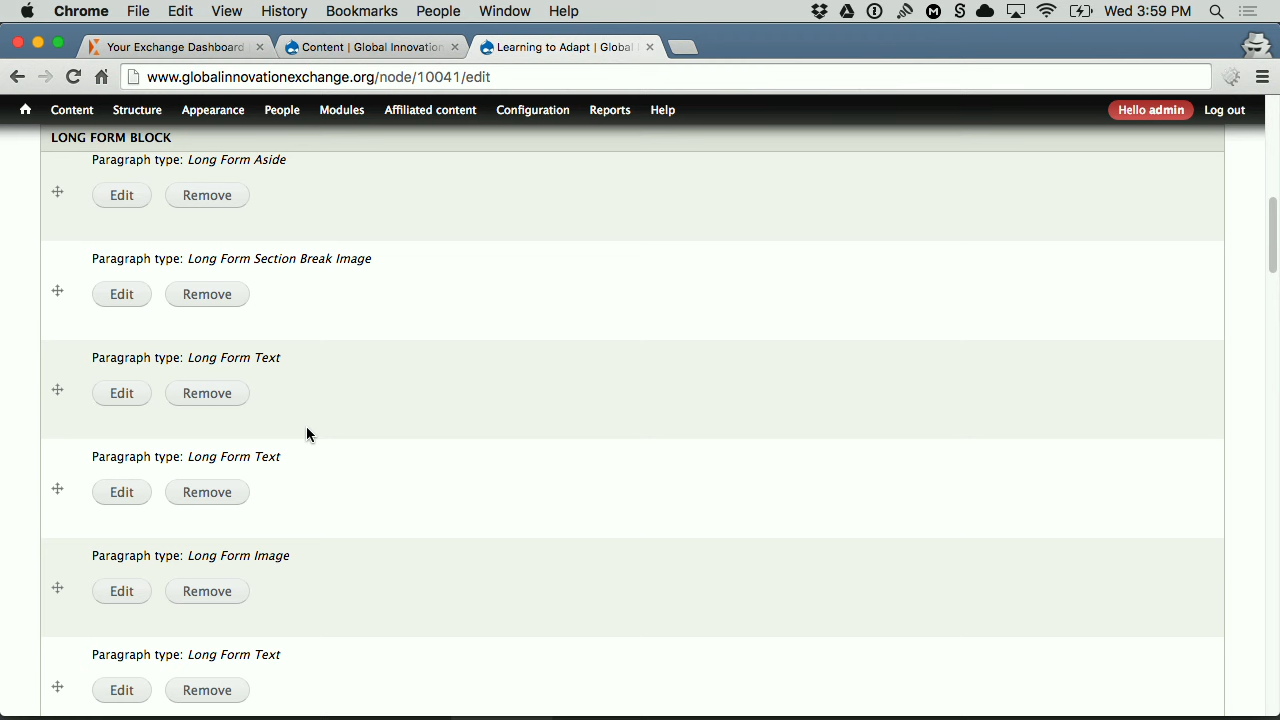 Chrome File Edit View History Bookmarks People Window Help Wed 3:59 PM
Your Exchange Dashboard Content | Global Innovation Learning to Adapt | Global
www.globalinnovationexchange.org/node/10041/edit
Content Structure Appearance People Modules Affiliated content Configuration Reports Help Hello admin Log out
LONG FORM BLOCK
Paragraph type: Long Form Aside
Edit Remove
Paragraph type: Long Form Section Break Image
Edit Remove
Paragraph type: Long Form Text
Edit Remove
Paragraph type: Long Form Text
Edit Remove
Paragraph type: Long Form Image
Edit Remove
Paragraph type: Long Form Text
Edit Remove